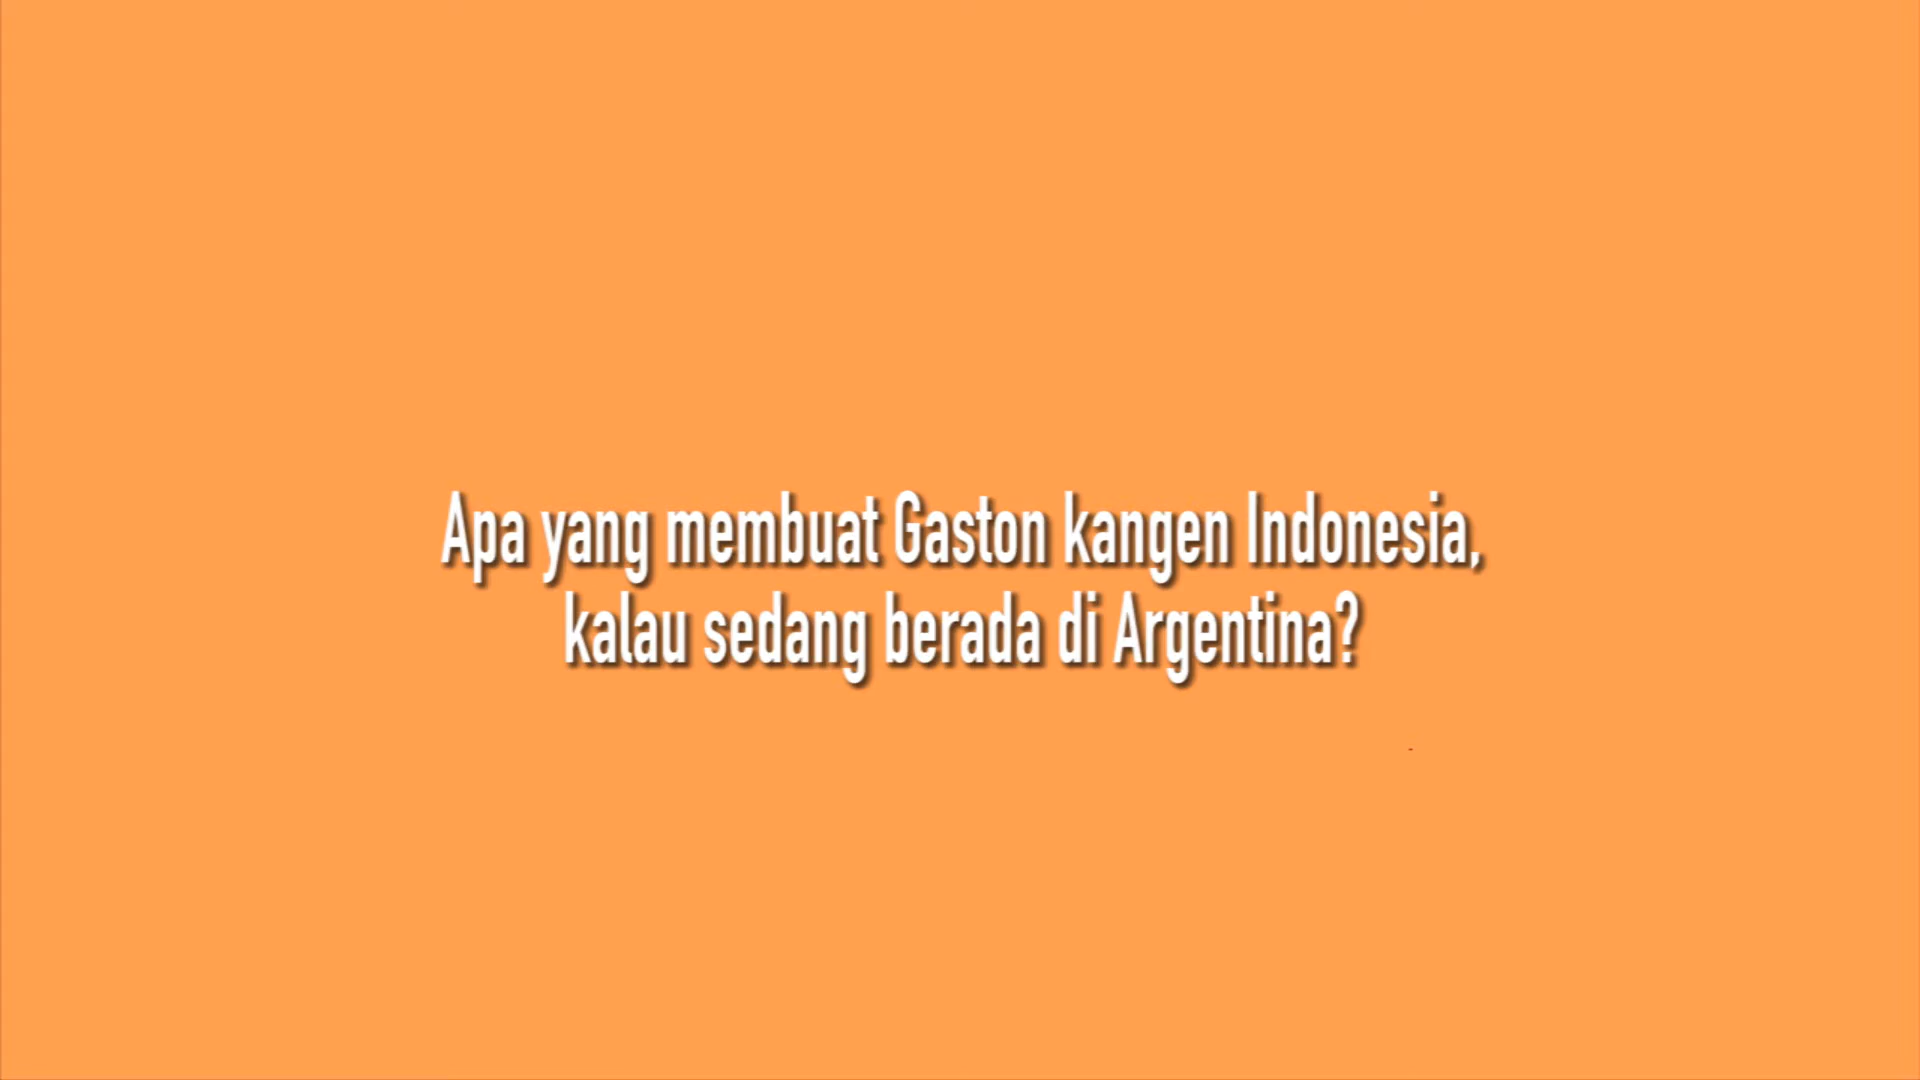 Apa yang membuat Gaston kangen Indonesia,
kalau sedang berada di Argentina?